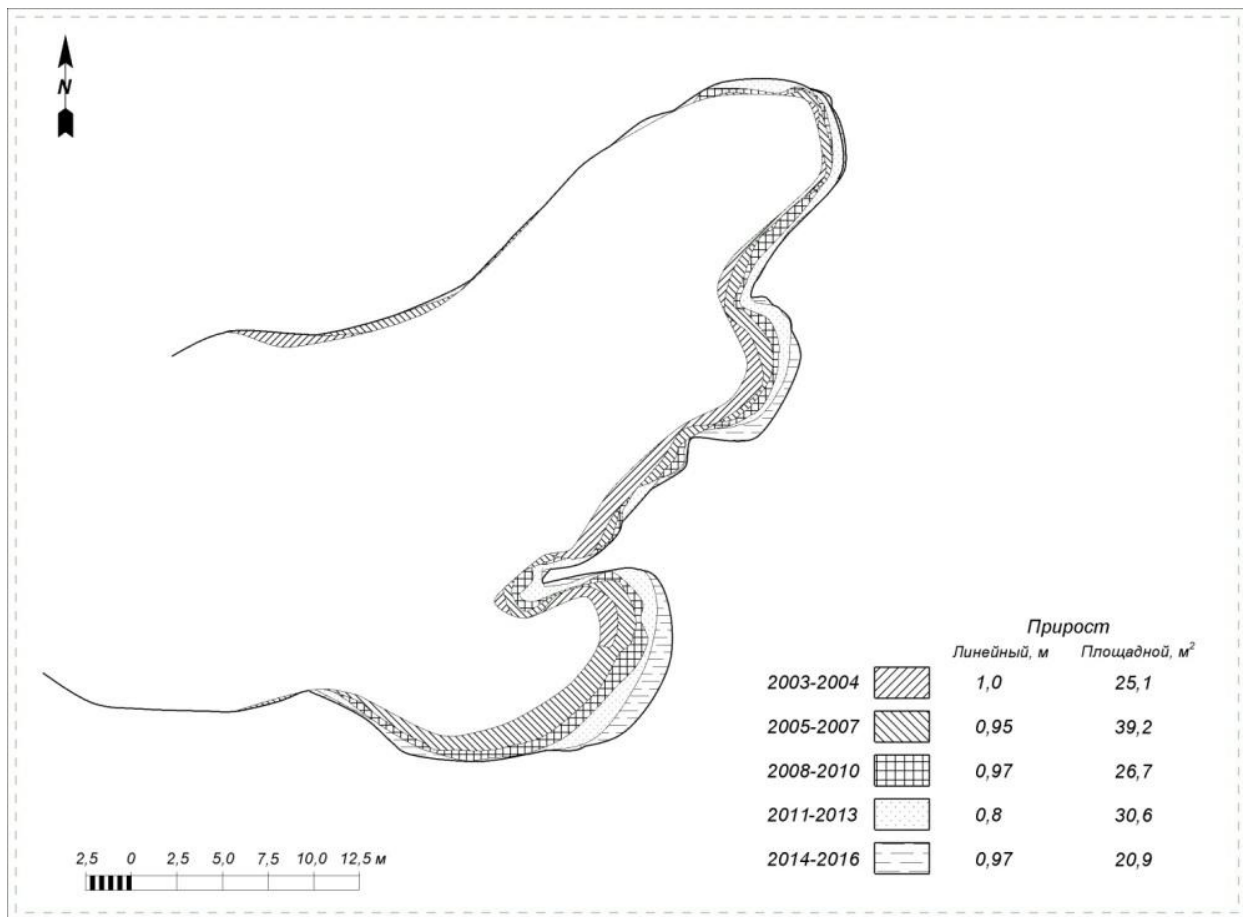 N
Прирост
Линейный, м Площадной, м²
2003-2004 1,0 25,1
2005-2007 0,95 39,2
2008-2010 0,97 26,7
2011-2013 0,8 30,6
2014-2016 0,97 20,9
2,5 0 2,5 5,0 7,5 10,0 12,5 м